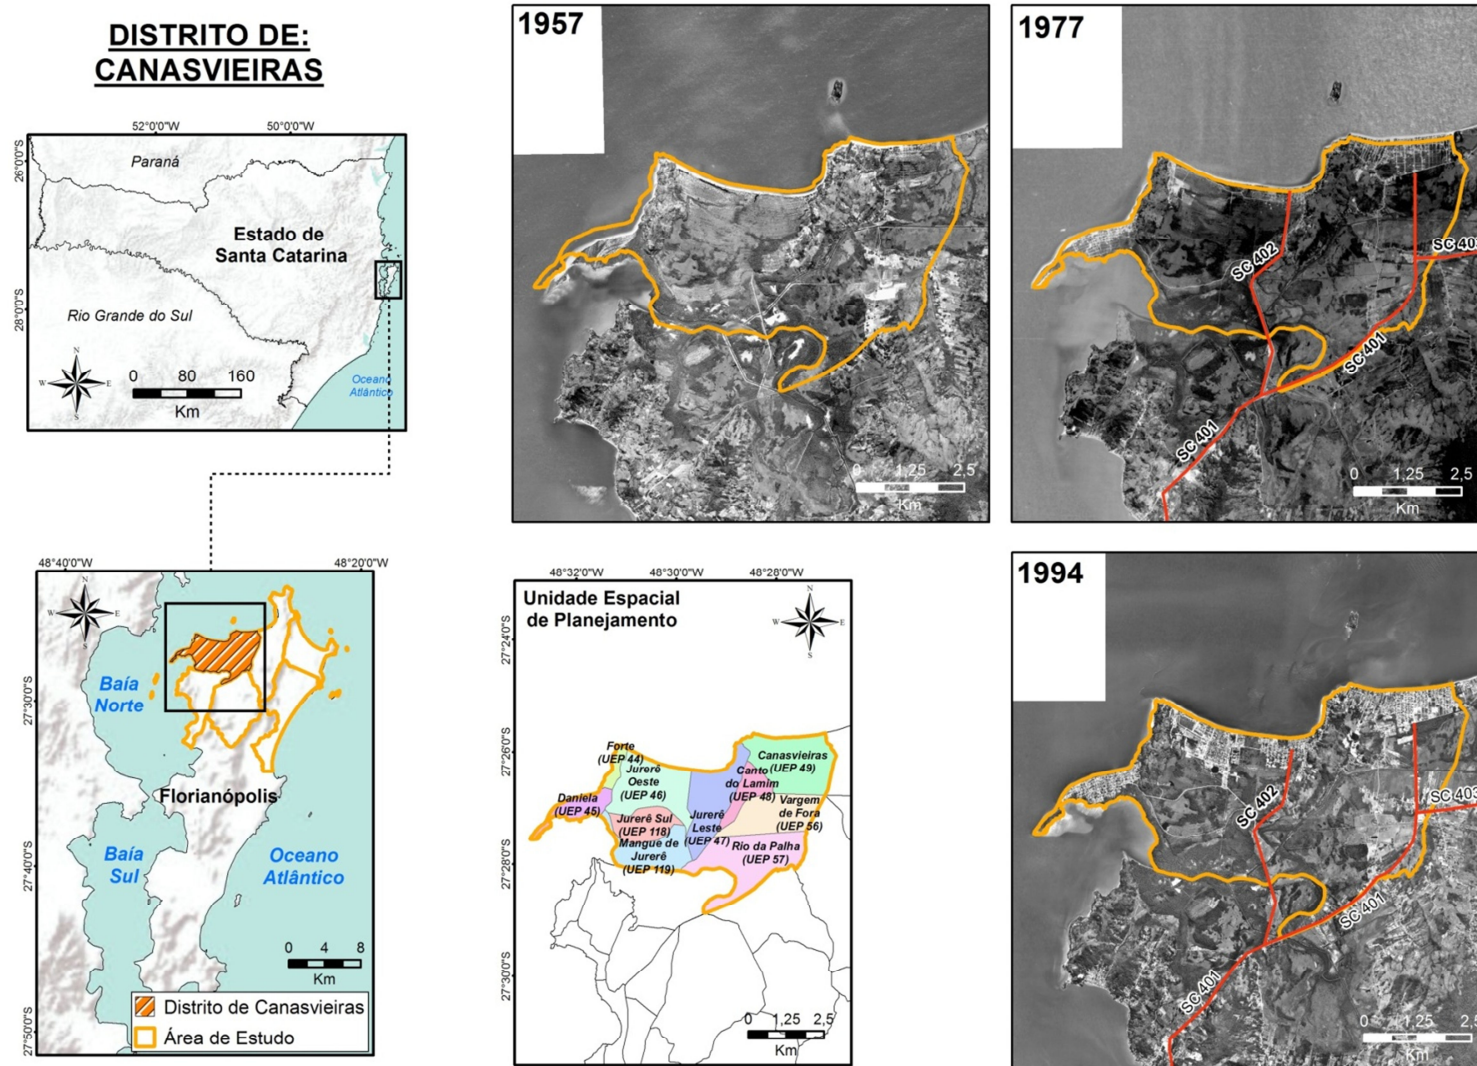 DISTRITO DE:
CANASVIEIRAS
52°0'0"W
50°0'0"W
26°0'0"S
28°0'0"S
Paraná
Estado de
Santa Catarina
Rio Grande do Sul
Oceano
Atlântico
N
W
E
S
0 80 160
Km
48°40'0"W
48°20'0"W
27°30'0"S
27°40'0"S
27°50'0"S
N
W
E
S
Baía
Norte
Florianópolis
Baía
Sul
Oceano
Atlântico
0 4 8
Km
Distrito de Canasvieiras
Área de Estudo
1957
0 1,25 2,5
Km
1977
SC 402
SC 403
SC 401
SC 401
0 1,25 2,5
Km
48°32'0"W
48°30'0"W
48°28'0"W
27°24'0"S
27°26'0"S
27°28'0"S
27°30'0"S
Unidade Espacial
de Planejamento
N
W
E
S
Forte
(UEP 44)
Jurerê
Oeste
(UEP 46)
Daniela
(UEP 45)
Jurerê Sul
(UEP 118)
Mangue de
Jurerê
(UEP 119)
Jurerê
Leste
(UEP 47)
Canto
do Lamim
(UEP 48)
Canasvieiras
(UEP 49)
Vargem
de Fora
(UEP 56)
Rio da Palha
(UEP 57)
0 1,25 2,5
Km
1994
SC 402
SC 403
SC 401
SC 401
0 1,25 2,5
Km